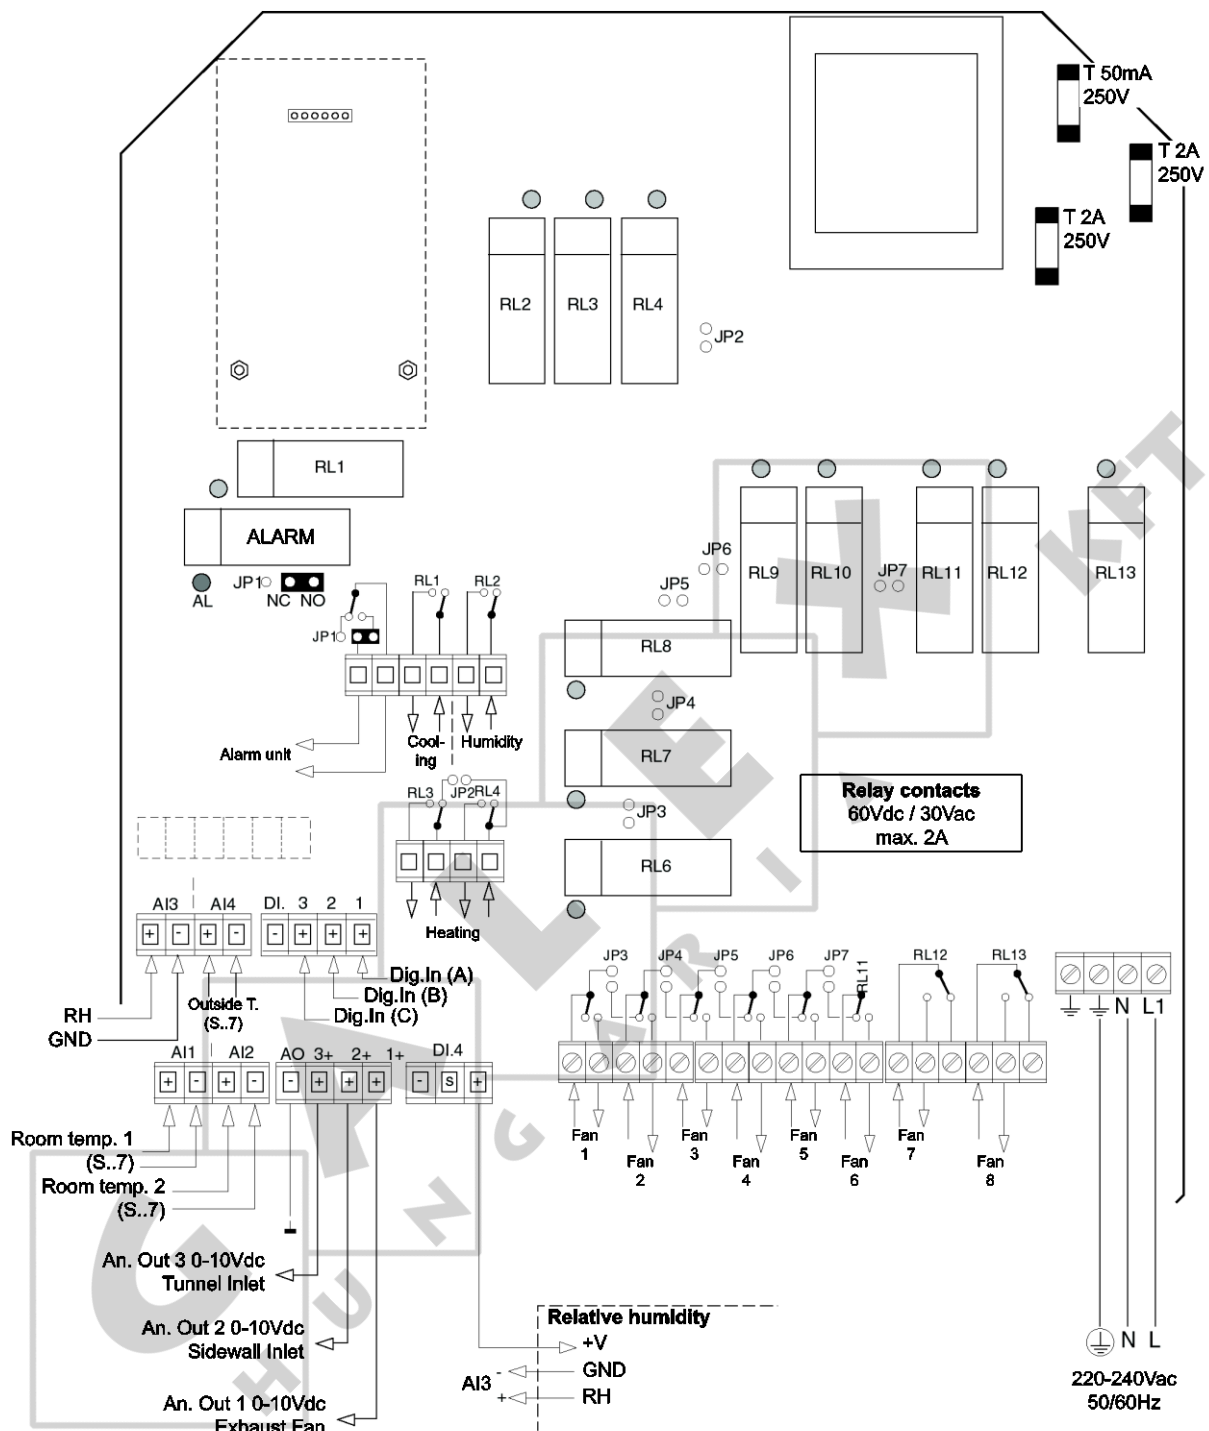 T 50mA
250V
T 2A
250V
T 2A
250V
RL2
RL3
RL4
JP2
RL1
ALARM
AL
JP1
NC NO
JP6
JP5
JP7
RL9
RL10
RL11
RL12
RL13
RL8
JP4
RL7
JP3
RL6
RL1
RL2
JP1
Alarm unit
Cool-
ing
Humidity
RL3
JP2
RL4
Heating
Relay contacts
60Vdc / 30Vac
max. 2A
AI3
AI4
DI. 3 2 1
+ - + - - + + +
Dig.In (A)
Dig.In (B)
Dig.In (C)
Outside T.
(S..7)
RH
GND
AI1
AI2
AO 3+ 2+ 1+
DI.4
+ - + - - + + + - S +
Room temp. 1
(S..7)
Room temp. 2
(S..7)
An. Out 3 0-10Vdc
Tunnel Inlet
An. Out 2 0-10Vdc
Sidewall Inlet
An. Out 1 0-10Vdc
Exhaust Fan
JP3
JP4
JP5
JP6
JP7
RL11
RL12
RL13
Fan
1
Fan
2
Fan
3
Fan
4
Fan
5
Fan
6
Fan
7
Fan
8
N L1
N L
220-240Vac
50/60Hz
Relative humidity
+V
GND
RH
AI3
-
+
GALLEX
HUNGARIA
KFT